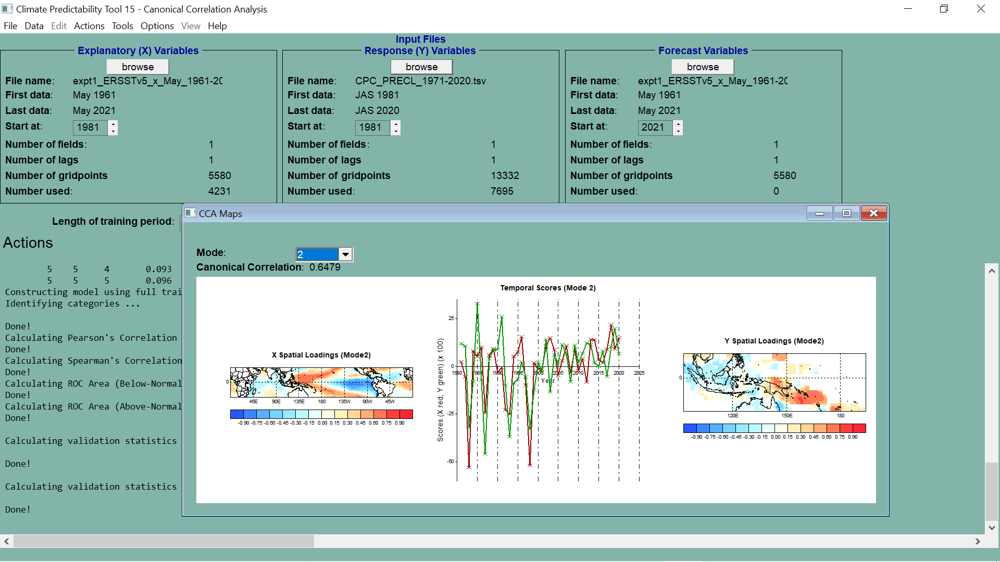 Climate Predictability Tool 15 - Canonical Correlation Analysis
File Data Edit Actions Tools Options View Help
Input Files
Explanatory (X) Variables
browse
File name: expt1_ERSSTv5_x_May_1961-20
First data: May 1961
Last data: May 2021
Start at: 1981
Number of fields: 1
Number of lags 1
Number of gridpoints 5580
Number used: 4231
Response (Y) Variables
browse
File name: CPC_PRECL_1971-2020.tsv
First data: JAS 1981
Last data: JAS 2020
Start at: 1981
Number of fields: 1
Number of lags 1
Number of gridpoints 13332
Number used: 7695
Forecast Variables
browse
File name: expt1_ERSSTv5_x_May_1961-20
First data: May 1961
Last data: May 2021
Start at: 2021
Number of fields: 1
Number of lags 1
Number of gridpoints 5580
Number used: 0
Length of training period:
Actions
5 5 4 0.093
5 5 5 0.096
Constructing model using full trai
Identifying categories ...
Done!
Calculating Pearson's Correlation
Done!
Calculating Spearman's Correlation
Done!
Calculating ROC Area (Below-Normal
Done!
Calculating ROC Area (Above-Normal
Done!
Calculating validation statistics
Done!
Calculating validation statistics
Done!
CCA Maps
Mode: 2
Canonical Correlation: 0.6479
X Spatial Loadings (Mode2)
0
45E 90E 135E 180 135W 90W 45W
-0.90 -0.75 -0.60 -0.45 -0.30 -0.15 0.00 0.15 0.30 0.45 0.60 0.75 0.90
Temporal Scores (Mode 2)
Scores (X red; Y green) (x 100)
25
0
-25
-50
1980 1985 1990 1995 2000 2005 2010 2015 2020 2025
Year
Y Spatial Loadings (Mode2)
0
120E 150E 180
-0.90 -0.75 -0.60 -0.45 -0.30 -0.15 0.00 0.15 0.30 0.45 0.60 0.75 0.90